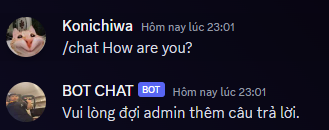 Konichiwa Hôm nay lúc 23:01
/chat How are you?
BOT CHAT BOT Hôm nay lúc 23:01
Vui lòng đợi admin thêm câu trả lời.